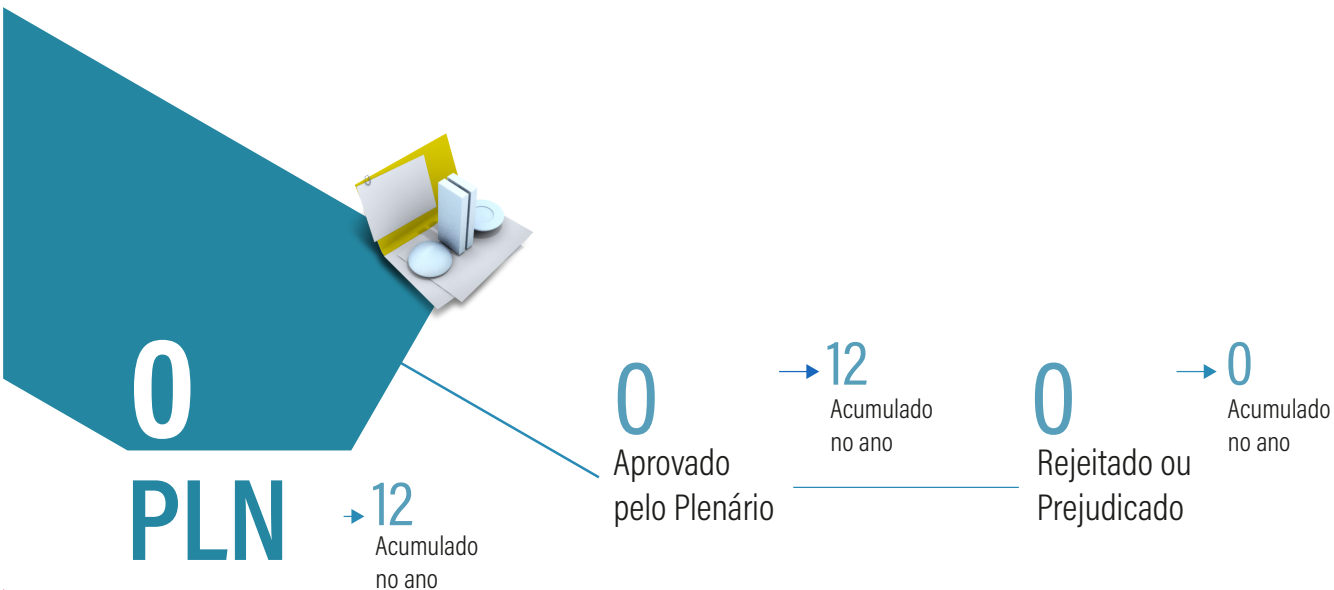 0
PLN
12
Acumulado
no ano
0
Aprovado
pelo Plenário
12
Acumulado
no ano
0
Rejeitado ou
Prejudicado
0
Acumulado
no ano